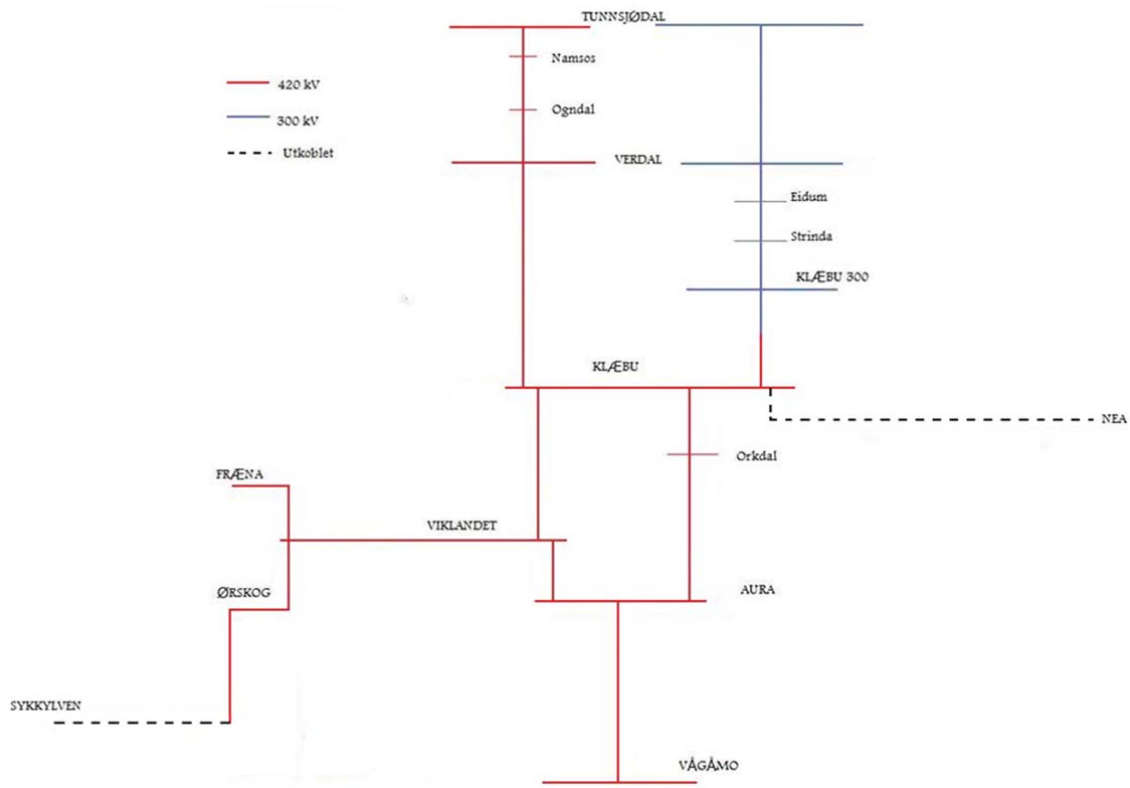 TUNNSJØDAL
Namsos
420 kV
Ogndal
300 kV
Utkoblet
VERDAL
Eidum
Strinda
KLÆBU 300
KLÆBU
NEA
Orkdal
FRÆNA
VIKLANDET
ØRSKOG
AURA
SYKKYLVEN
VÅGÅMO